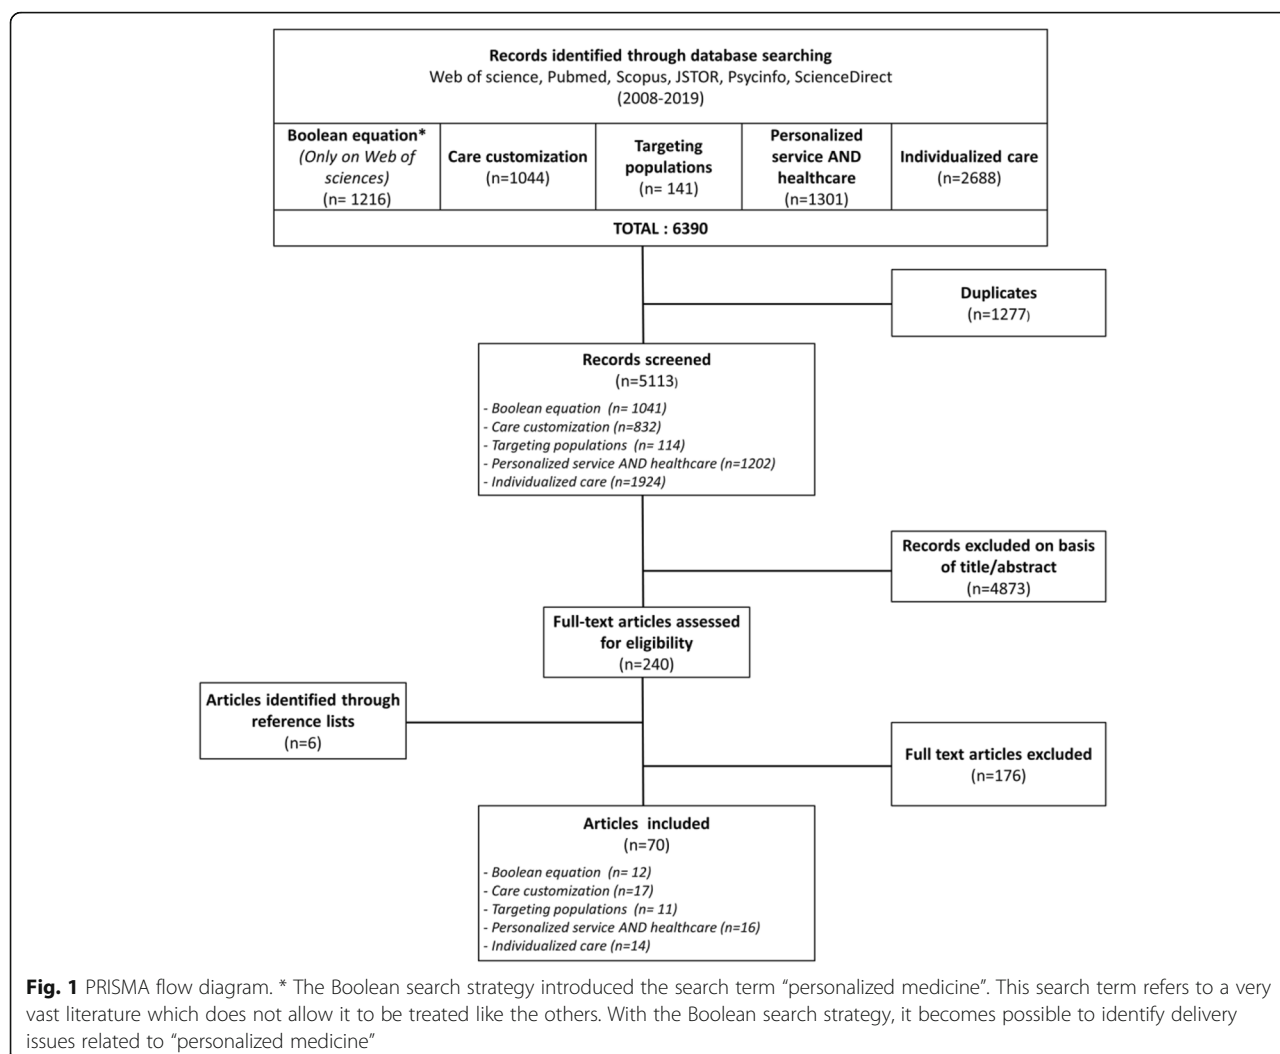 Records identified through database searching
Web of science, Pubmed, Scopus, JSTOR, Psycinfo, ScienceDirect
(2008-2019)
Boolean equation*
(Only on Web of
sciences)
(n= 1216)
Care customization
(n=1044)
Targeting
populations
(n= 141)
Personalized
service AND
healthcare
(n=1301)
Individualized care
(n=2688)
TOTAL : 6390
Duplicates
(n=1277)
Records screened
(n=5113)
- Boolean equation (n= 1041)
- Care customization (n=832)
- Targeting populations (n= 114)
- Personalized service AND healthcare (n=1202)
- Individualized care (n=1924)
Records excluded on basis
of title/abstract
(n=4873)
Full-text articles assessed
for eligibility
(n=240)
Articles identified through
reference lists
(n=6)
Full text articles excluded
(n=176)
Articles included
(n=70)
- Boolean equation (n= 12)
- Care customization (n=17)
- Targeting populations (n= 11)
- Personalized service AND healthcare (n=16)
- Individualized care (n=14)
Fig. 1 PRISMA flow diagram. * The Boolean search strategy introduced the search term “personalized medicine”. This search term refers to a very
vast literature which does not allow it to be treated like the others. With the Boolean search strategy, it becomes possible to identify delivery
issues related to “personalized medicine”